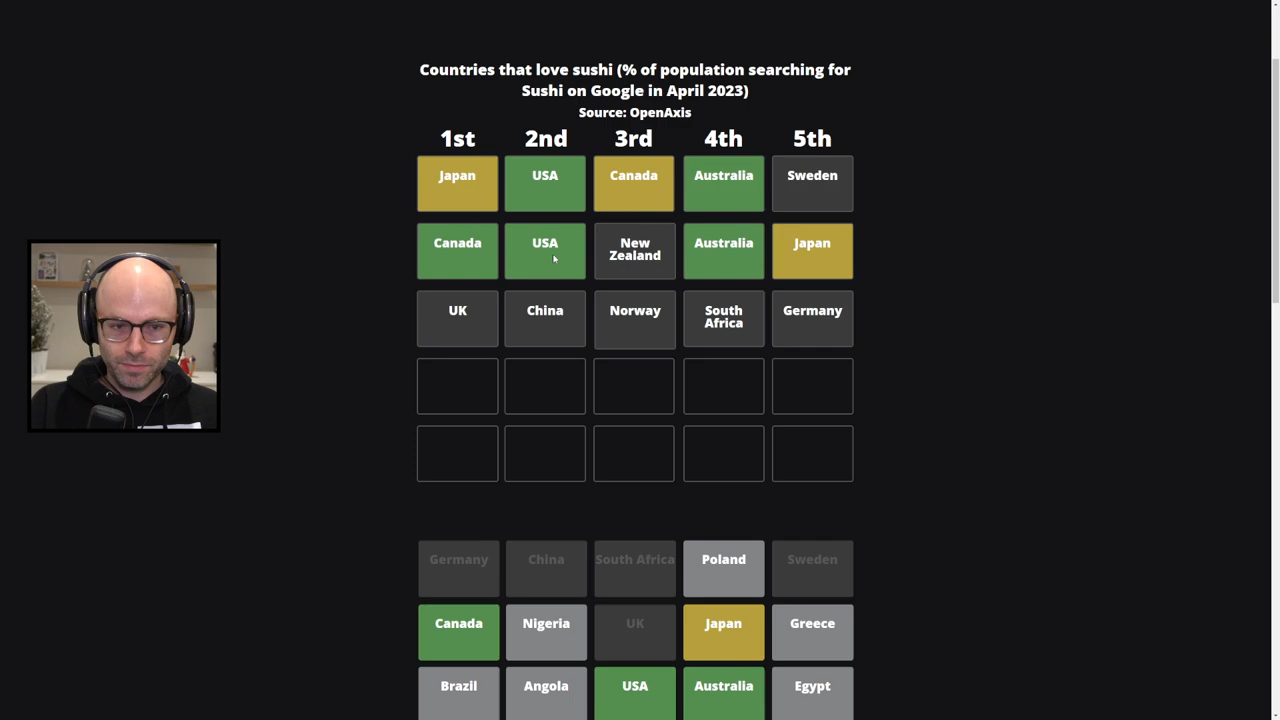 Countries that love sushi (% of population searching for
Sushi on Google in April 2023)
Source: OpenAxis
1st 2nd 3rd 4th 5th
Japan USA Canada Australia Sweden
Canada USA New Zealand Australia Japan
UK China Norway South Africa Germany
Germany China South Africa Poland Sweden
Canada Nigeria UK Japan Greece
Brazil Angola USA Australia Egypt